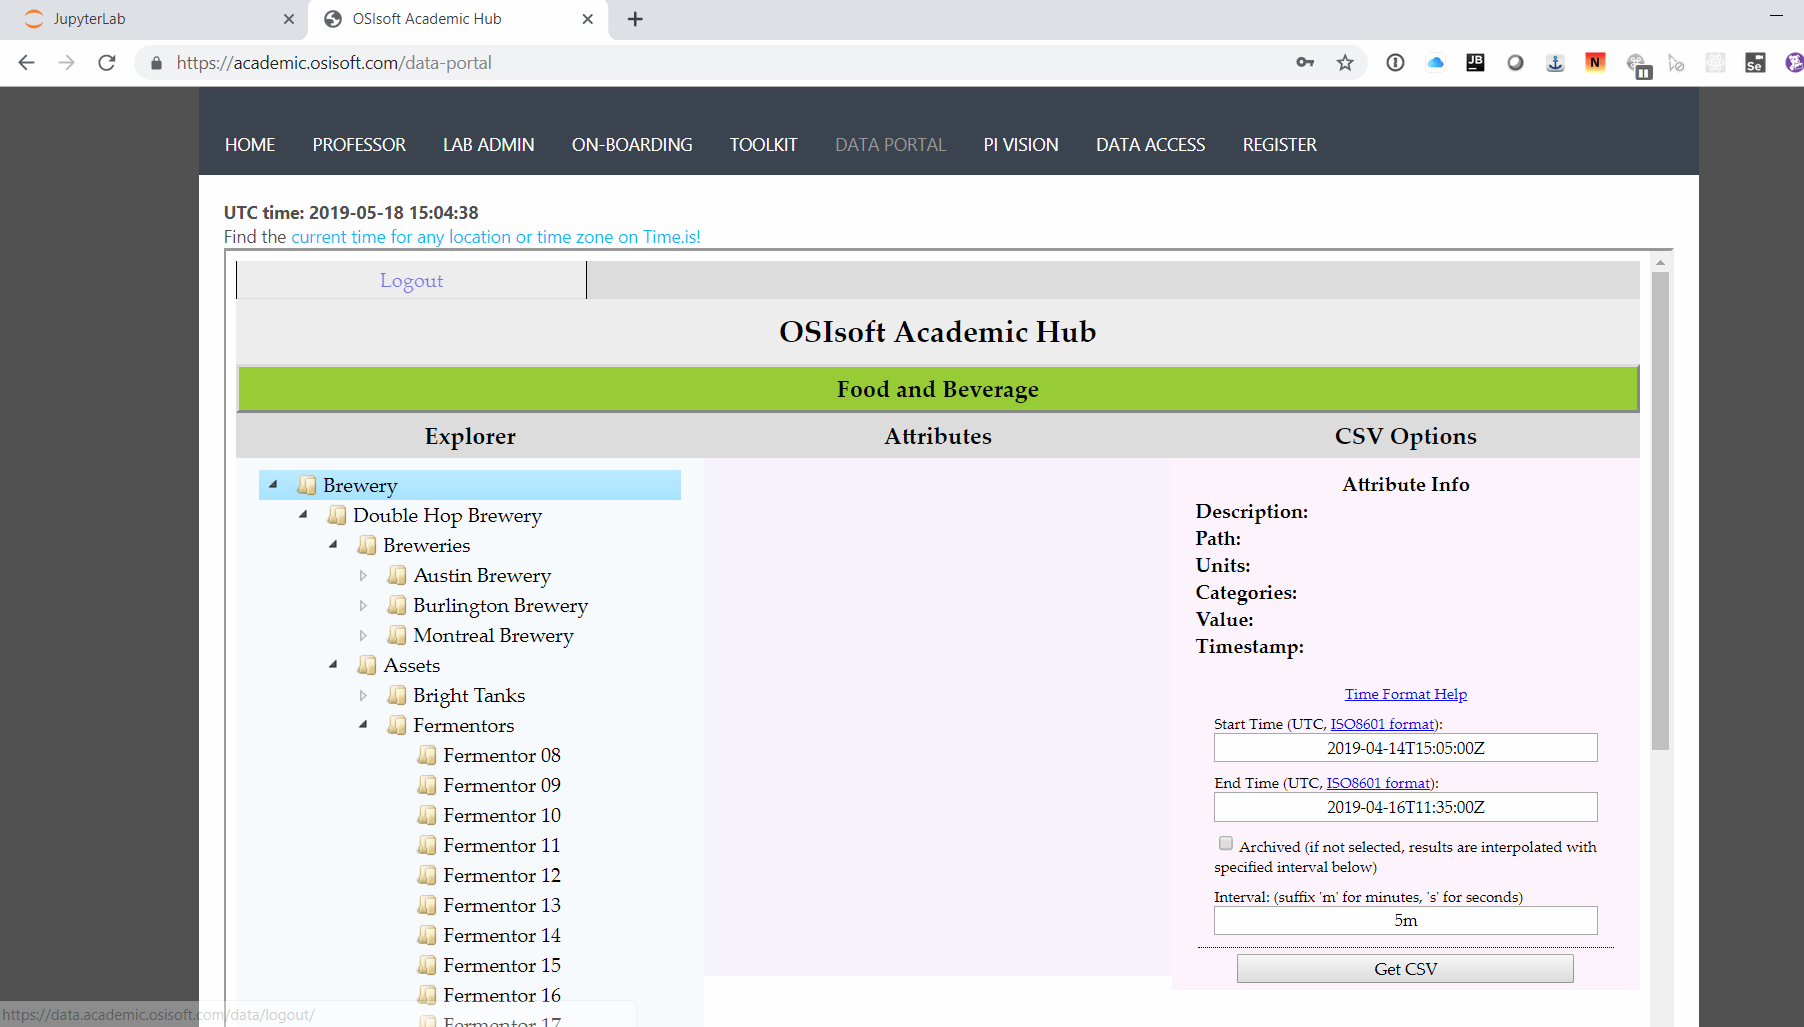 JupyterLab
OSIsoft Academic Hub
https://academic.osisoft.com/data-portal
JB
N
Se
HOME PROFESSOR LAB ADMIN ON-BOARDING TOOLKIT DATA PORTAL PI VISION DATA ACCESS REGISTER
UTC time: 2019-05-18 15:04:38
Find the current time for any location or time zone on Time.is!
Logout
OSIsoft Academic Hub
Food and Beverage
Explorer
Brewery
Double Hop Brewery
Breweries
Austin Brewery
Burlington Brewery
Montreal Brewery
Assets
Bright Tanks
Fermentors
Fermentor 08
Fermentor 09
Fermentor 10
Fermentor 11
Fermentor 12
Fermentor 13
Fermentor 14
Fermentor 15
Fermentor 16
Fermentor 17
Attributes
CSV Options
Attribute Info
Description:
Path:
Units:
Categories:
Value:
Timestamp:
Time Format Help
Start Time (UTC, ISO8601 format):
2019-04-14T15:05:00Z
End Time (UTC, ISO8601 format):
2019-04-16T11:35:00Z
Archived (if not selected, results are interpolated with
specified interval below)
Interval: (suffix 'm' for minutes, 's' for seconds)
5m
Get CSV
https://data.academic.osisoft.com/data/logout/